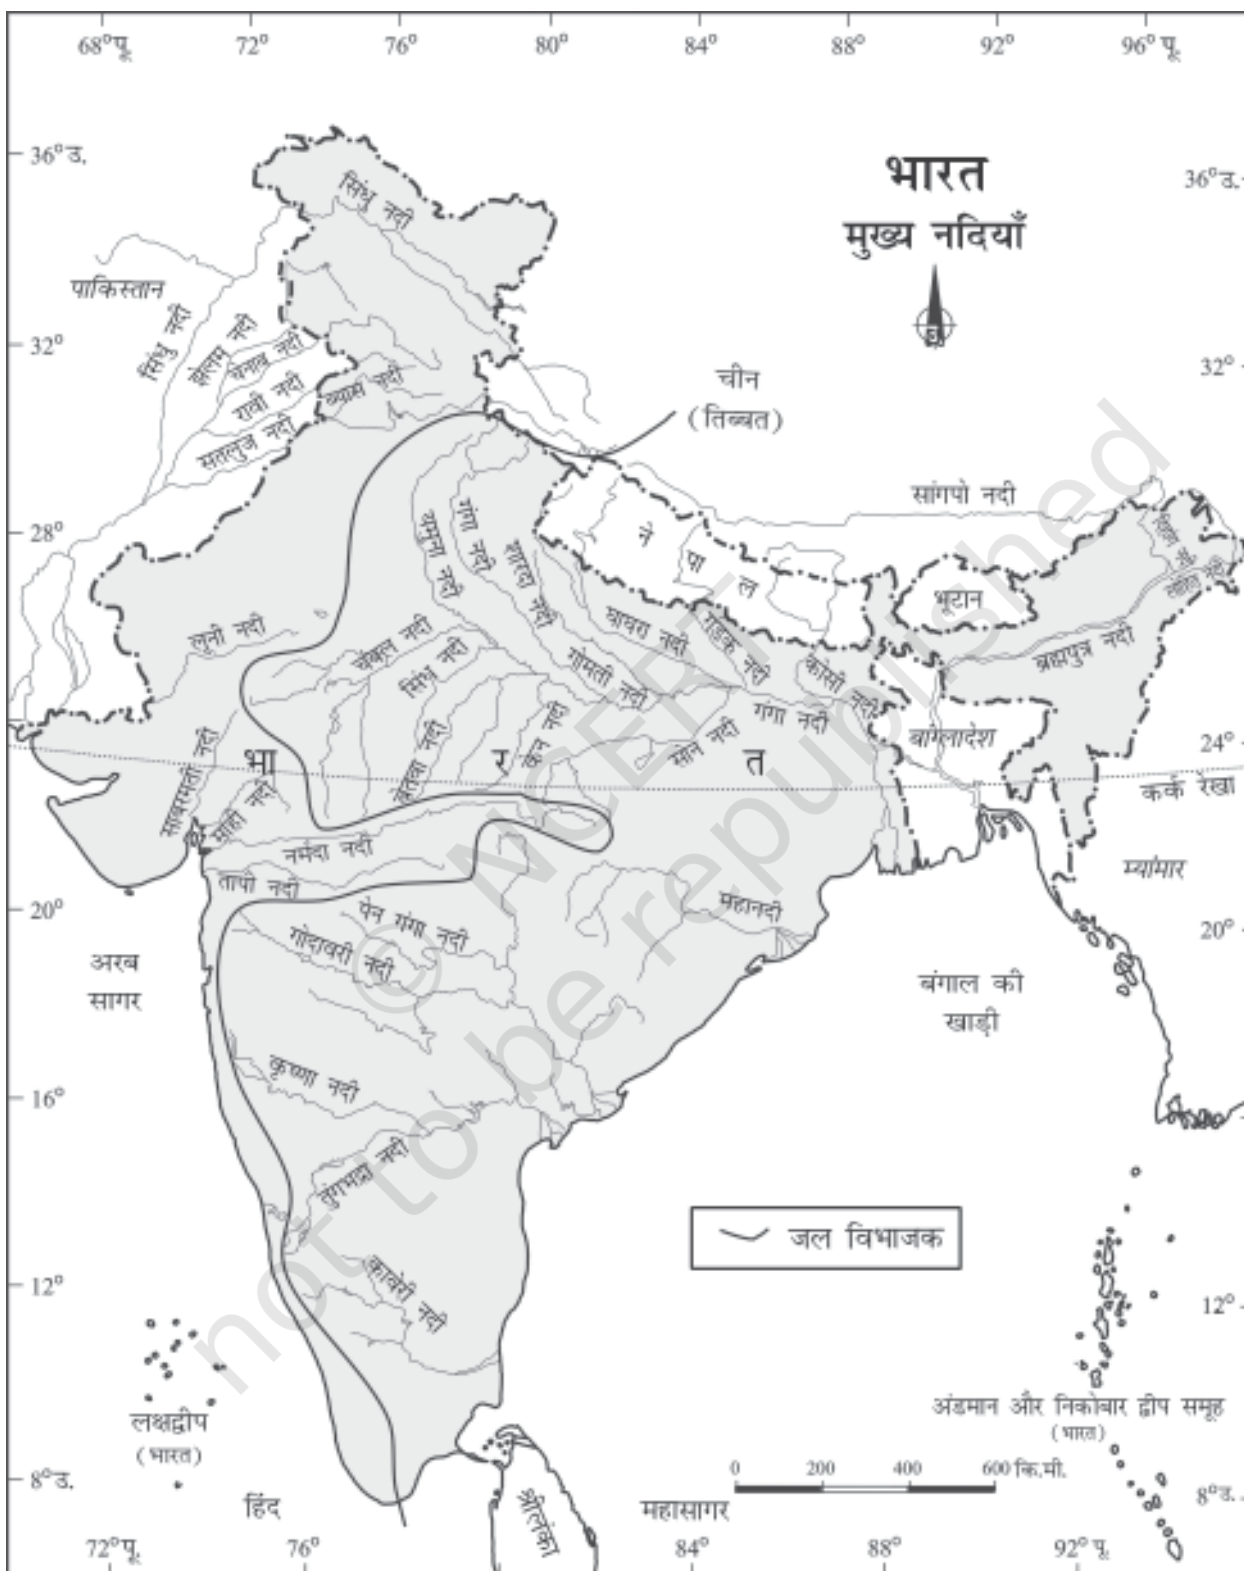 68°पू. 72° 76° 80° 84° 88° 92° 96° पू.
36°उ.
भारत
36°उ.
मुख्य नदियाँ
सिंधु नदी
पाकिस्तान
उ
32°
सिंधु नदी
झेलम नदी
चेनाब नदी
रावी नदी
ब्यास नदी
सतलुज नदी
चीन
(तिब्बत)
32°
सांगपो नदी
28°
यमुना नदी
गंगा नदी
शारदा नदी
नेपाल
दिहांग नदी
लोहित नदी
भूटान
ब्रह्मपुत्र नदी
लूनी नदी
चंबल नदी
सिंध नदी
घाघरा नदी
गंडक नदी
गोमती नदी
कोसी नदी
गंगा नदी
सोन नदी
केन नदी
बेतवा नदी
साबरमती नदी
माही नदी
बांग्लादेश
24°
भारत
कर्क रेखा
नर्मदा नदी
तापी नदी
म्यांमार
20°
पेन गंगा नदी
गोदावरी नदी
महानदी
20°
अरब
सागर
बंगाल की
खाड़ी
कृष्णा नदी
16°
तुंगभद्रा नदी
जल विभाजक
12°
कावेरी नदी
12°
लक्षद्वीप
(भारत)
अंडमान और निकोबार द्वीप समूह
(भारत)
8°उ.
0 200 400 600 कि.मी.
8°उ.
हिंद
महासागर
श्रीलंका
72°पू. 76° 84° 88° 92°पू.
© NCERT
not to be republished